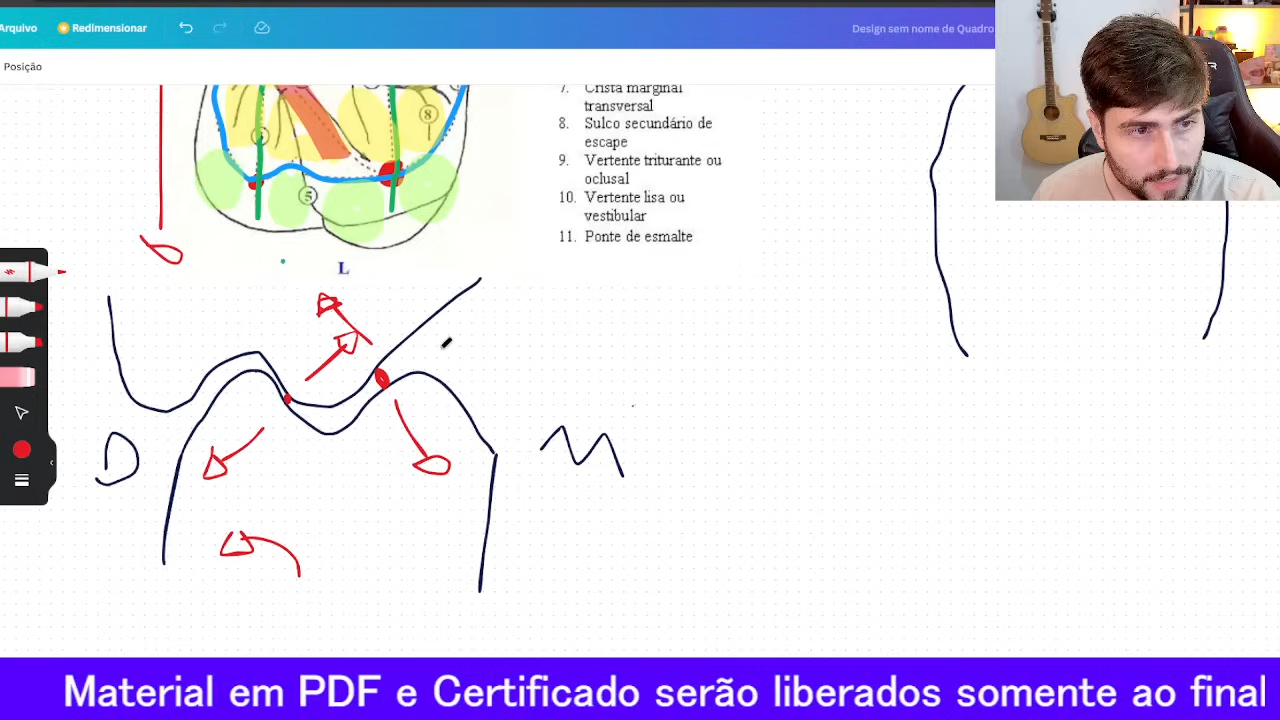 Arquivo
Redimensionar
Design sem nome de Quadro
Posição
7. Crista marginal
transversal
8. Sulco secundário de
escape
9. Vertente triturante ou
oclusal
10. Vertente lisa ou
vestibular
11. Ponte de esmalte
8
5
L
D
M
Material em PDF e Certificado serão liberados somente ao final